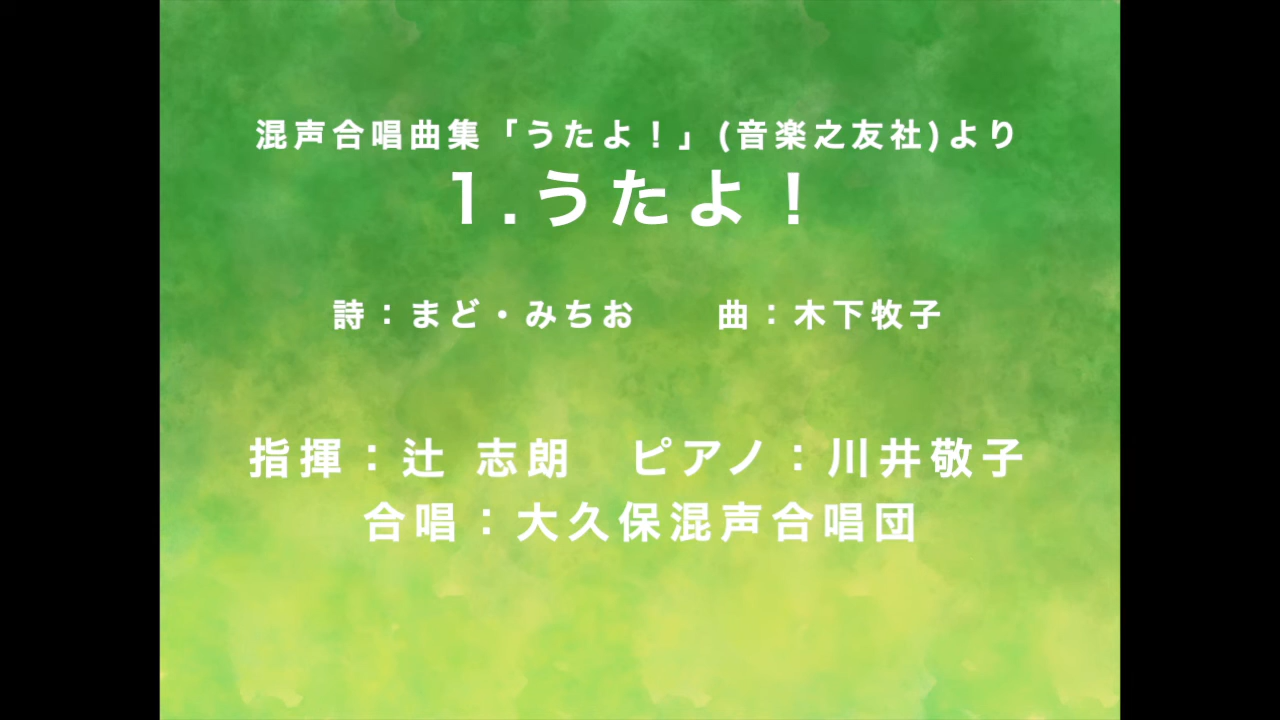 混声合唱曲集「うたよ！」(音楽之友社)より
1.うたよ！
詩：まど・みちお　　曲：木下牧子
指揮：辻 志朗　ピアノ：川井敬子
合唱：大久保混声合唱団